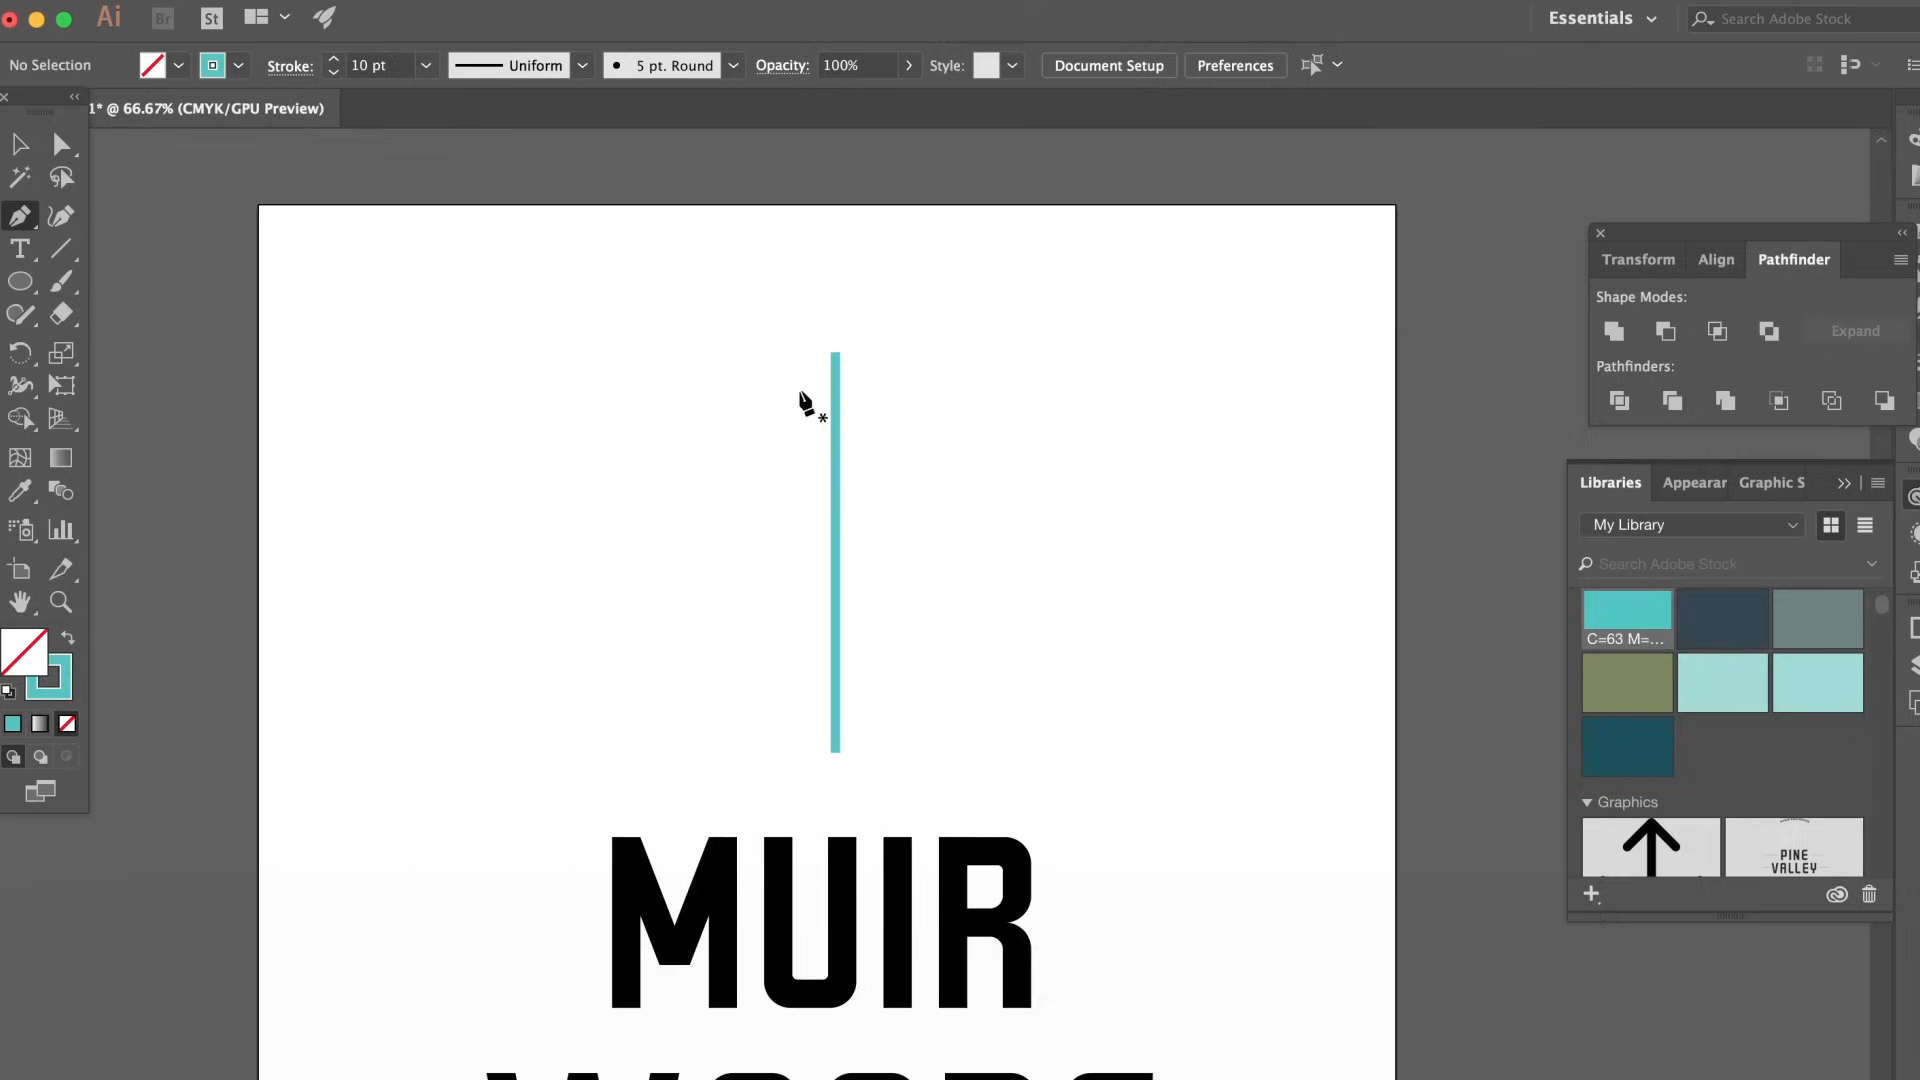 Ai Br St Essentials Search Adobe Stock
No Selection Stroke: 10 pt Uniform 5 pt. Round Opacity: 100% Style: Document Setup Preferences
1* @ 66.67% (CMYK/GPU Preview)
Transform Align Pathfinder
Shape Modes:
Expand
Pathfinders:
Libraries Appearar Graphic S
My Library
Search Adobe Stock
C=63 M=...
Graphics
PINE
VALLEY
MUIR